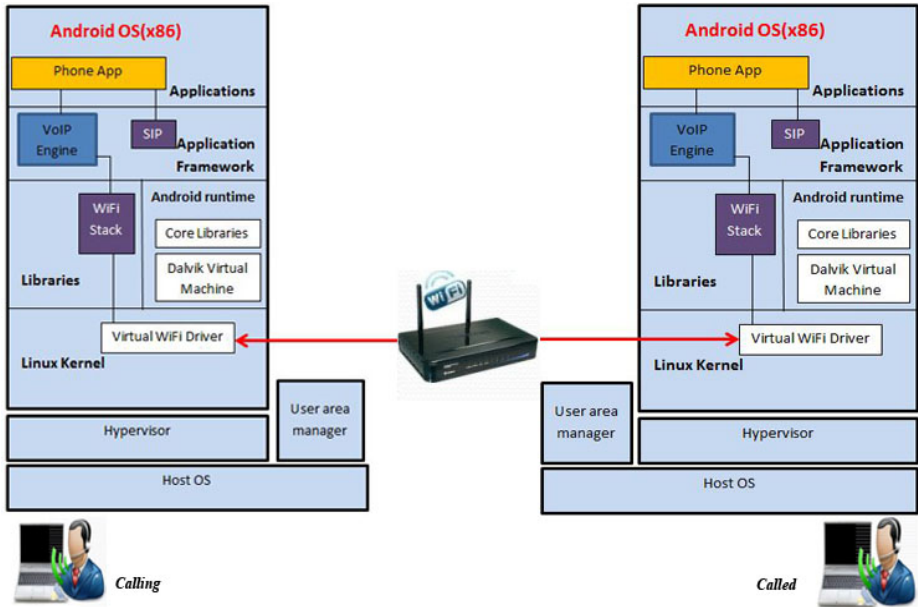 Android OS(x86)
Phone App
Applications
VoIP
Engine
SIP
Application
Framework
WiFi
Stack
Android runtime
Core Libraries
Dalvik Virtual
Machine
Libraries
Virtual WiFi Driver
Linux Kernel
User area
manager
Hypervisor
Host OS
Calling
Wi Fi
Android OS(x86)
Phone App
Applications
VoIP
Engine
SIP
Application
Framework
WiFi
Stack
Android runtime
Core Libraries
Dalvik Virtual
Machine
Libraries
Virtual WiFi Driver
Linux Kernel
User area
manager
Hypervisor
Host OS
Called